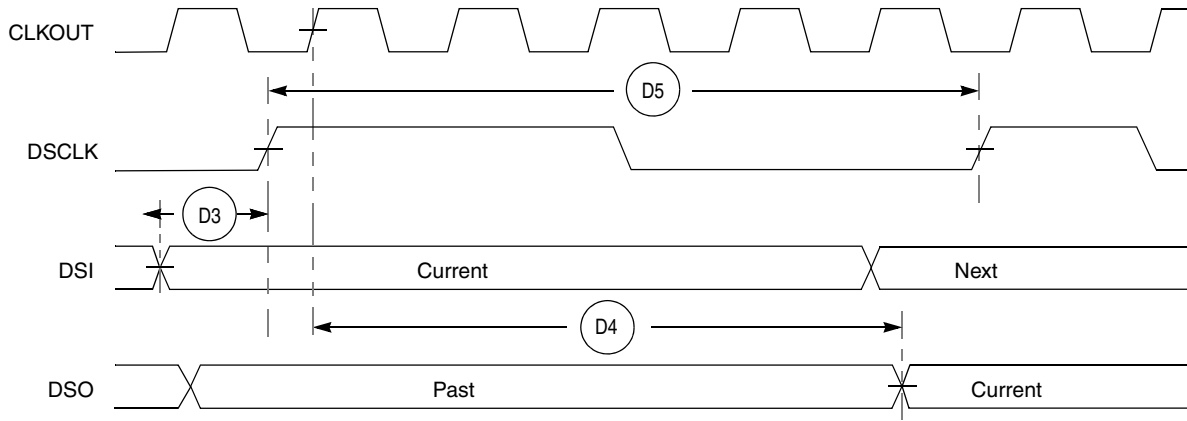 CLKOUT
D5
DSCLK
D3
DSI
Current
Next
D4
DSO
Past
Current